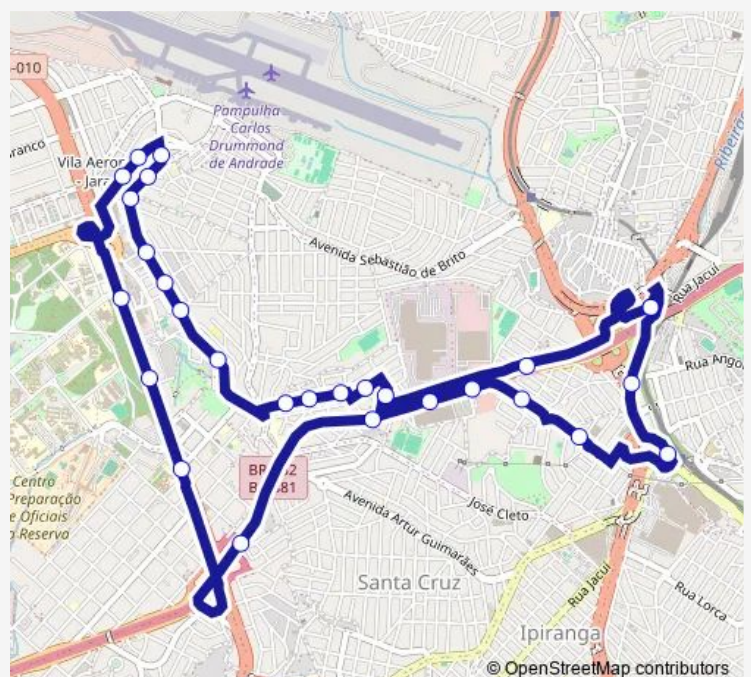 -010
Pampulha
- Carlos
Drummond
de Andrade
Vila Aero
- Jara
Avenida Sebastião de Brito
Rua Jacuí
Rua Ango
BR
381
Centro
Preparação
e Oficiais
a Reserva
José Cleto
Avenida Artur Guimarães
Santa Cruz
Rua Jacuí
Rua Lorca
Ipiranga
© OpenStreetMap contributors